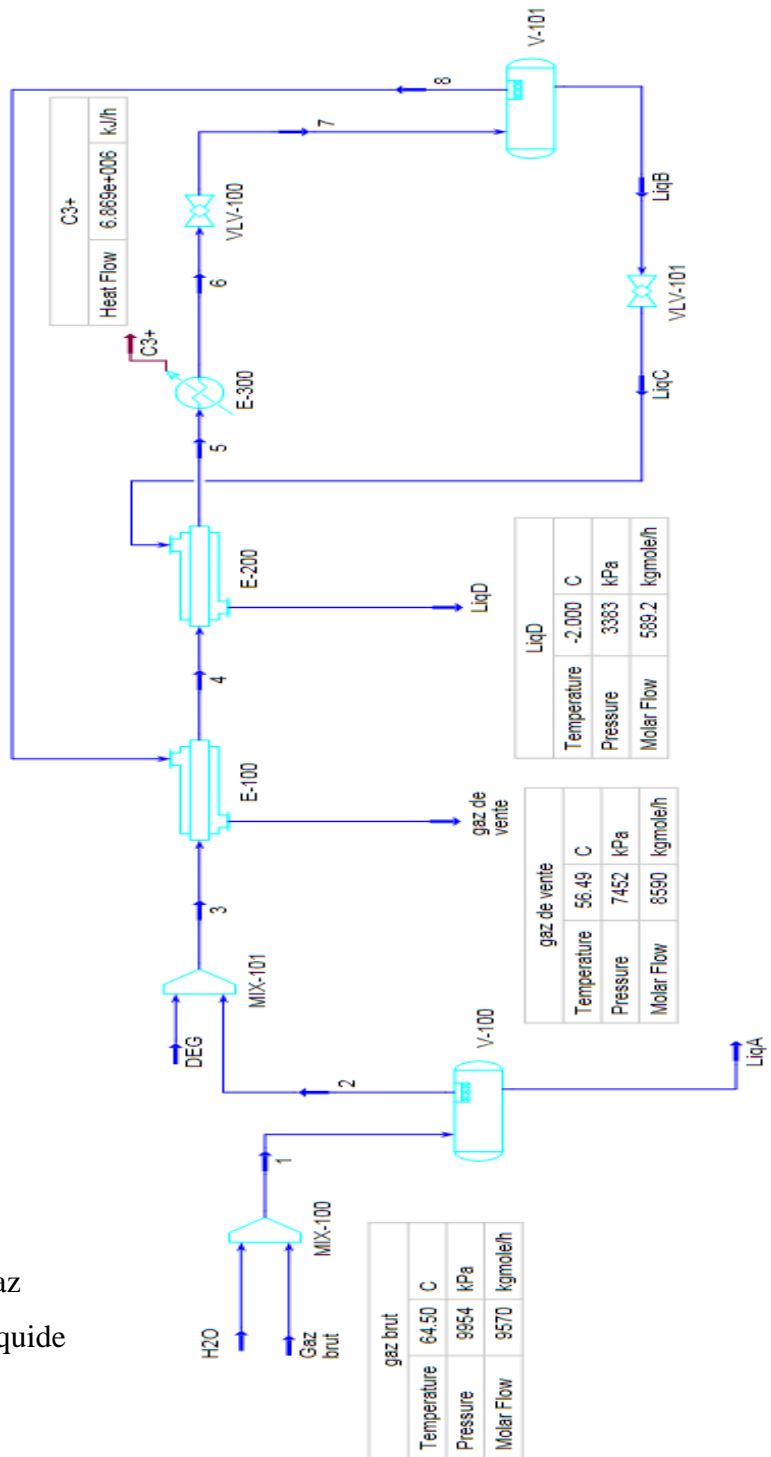 V-101
8
C3+
Heat Flow 6.869e+006 kJ/h
7
VLV-100
LiqB
6
C3+
E-300
VLV-101
LiqC
5
E-200
LiqD
LiqD
Temperature -2.000 C
Pressure 3383 kPa
Molar Flow 589.2 kgmole/h
4
E-100
gaz de
vente
gaz de vente
Temperature 56.49 C
Pressure 7452 kPa
Molar Flow 8590 kgmole/h
3
MIX-101
DEG
V-100
2
LiqA
1
MIX-100
H2O
Gaz
brut
gaz brut
Temperature 64.50 C
Pressure 9954 kPa
Molar Flow 9570 kgmole/h
az
quide